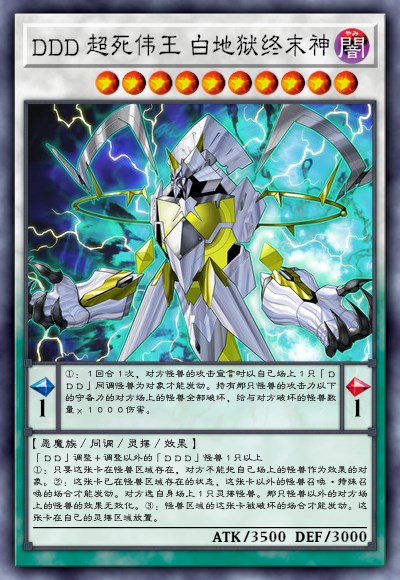 DDD 超死伟王 白地狱终末神
闇
やみ
①：1回合1次，对方怪兽的攻击宣言时以自己场上1只「D
DD」同调怪兽为对象才能发动。持有那只怪兽的攻击力以下
的守备力的对方场上的怪兽全部破坏，给与对方破坏的怪兽数
量×1000伤害。
1
1
【恶魔族／同调／灵摆／效果】
「DD」调整＋调整以外的「DDD」怪兽1只以上
①：只要这张卡在怪兽区域存在，对方不能把自己场上的怪兽作为效果的对
象。②：这张卡已在怪兽区域存在的状态，这张卡以外的怪兽召唤·特殊召
唤的场合才能发动。对方选自身场上1只灵摆怪兽。那只怪兽以外的对方场
上的怪兽的效果无效化。③：怪兽区域的这张卡被破坏的场合才能发动。这
张卡在自己的灵摆区域放置。
ATK/3500 DEF/3000